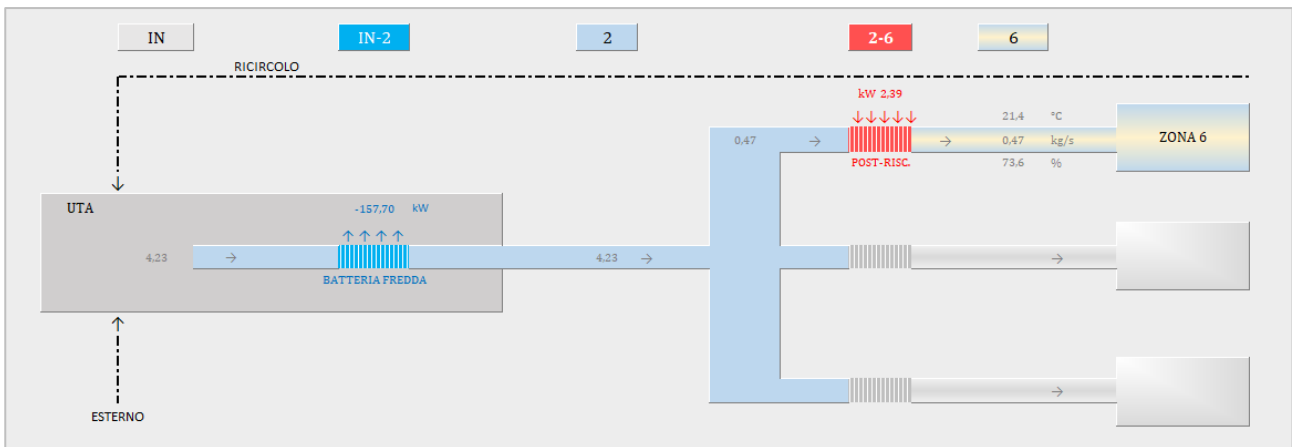 IN
IN-2
2
2-6
6
RICIRCOLO
kW 2,39
21,4 °C
0,47
0,47 kg/s
ZONA 6
POST-RISC.
73,6 %
UTA
-157,70 kW
4,23
4,23
BATTERIA FREDDA
ESTERNO